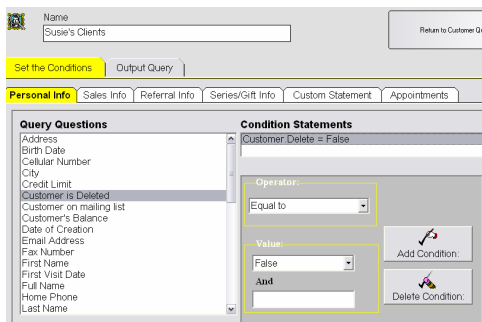 Name
Susie's Clients
Return to Customer Qu
Set the Conditions
Output Query
Personal Info
Sales Info
Referral Info
Series/Gift Info
Custom Statement
Appointments
Query Questions
Address
Birth Date
Cellular Number
City
Credit Limit
Customer is Deleted
Customer on mailing list
Customer's Balance
Date of Creation
Email Address
Fax Number
First Name
First Visit Date
Full Name
Home Phone
Last Name
Condition Statements
Customer.Delete = False
Operator:
Equal to
Value:
False
And
Add Condition:
Delete Condition: